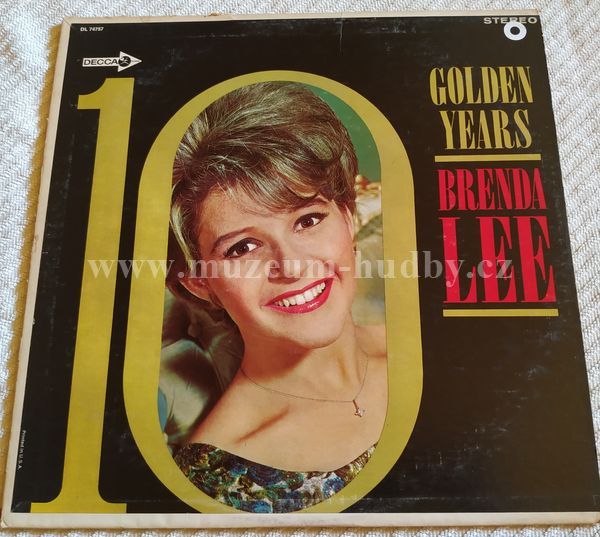 DL 74757
STEREO
DECCA
10
GOLDEN
YEARS
BRENDA
LEE
www.muzeum-hudby.cz
Printed in U.S.A.